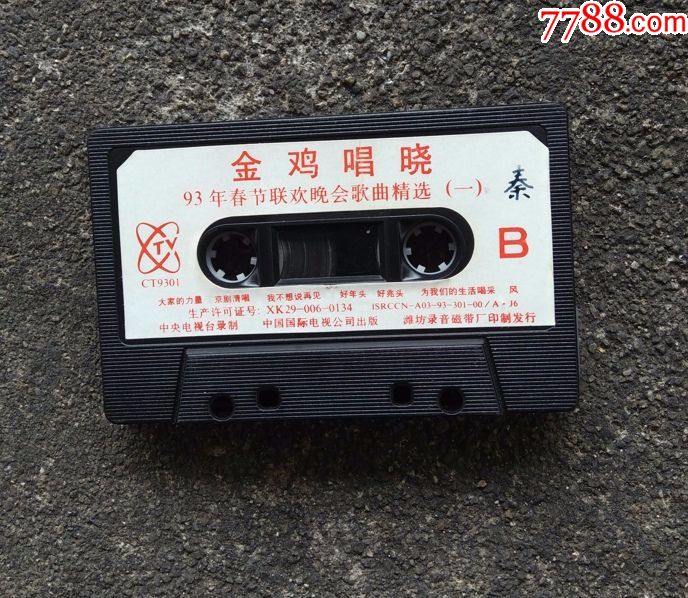 7788.com
金鸡唱晓
93年春节联欢晚会歌曲精选(一)
秦
TV
CT9301
B
大家的力量 京剧清唱 我不想说再见 好年头 好兆头 为我们的生活喝采 风
生产许可证号:XK29-006-0134 ISRCCN-A03-93-301-00/A·J6
中央电视台录制 中国国际电视公司出版 潍坊录音磁带厂印制发行